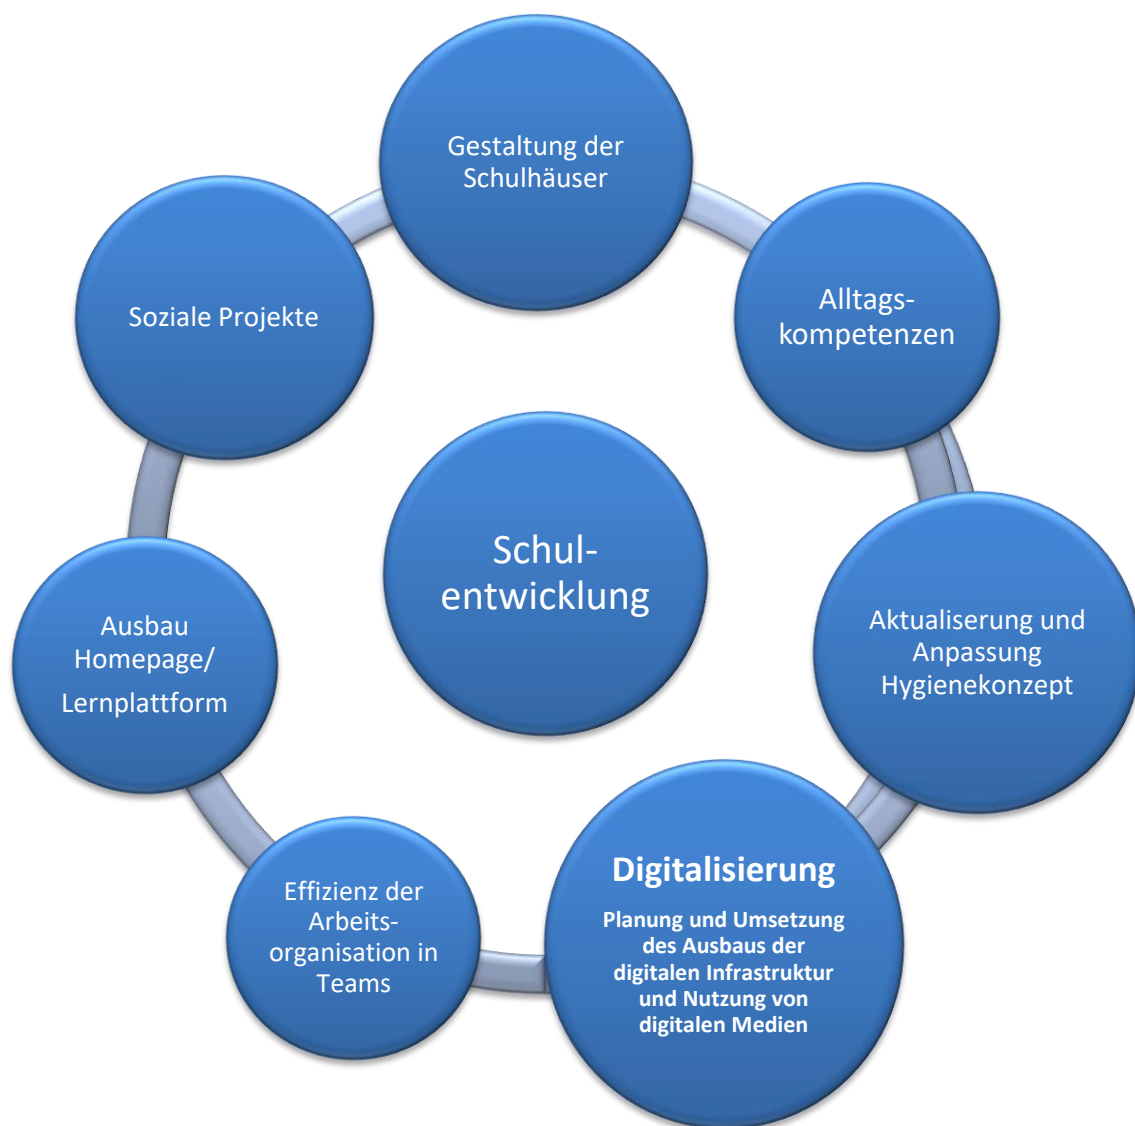 Gestaltung der
Schulhäuser
Alltags-
kompetenzen
Aktualiserung und
Anpassung
Hygienekonzept
Digitalisierung
Planung und Umsetzung
des Ausbaus der
digitalen Infrastruktur
und Nutzung von
digitalen Medien
Effizienz der
Arbeits-
organisation in
Teams
Ausbau
Homepage/
Lernplattform
Soziale Projekte
Schul-
entwicklung